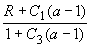 R + C₁(a − 1)
1 + C₃(a − 1)